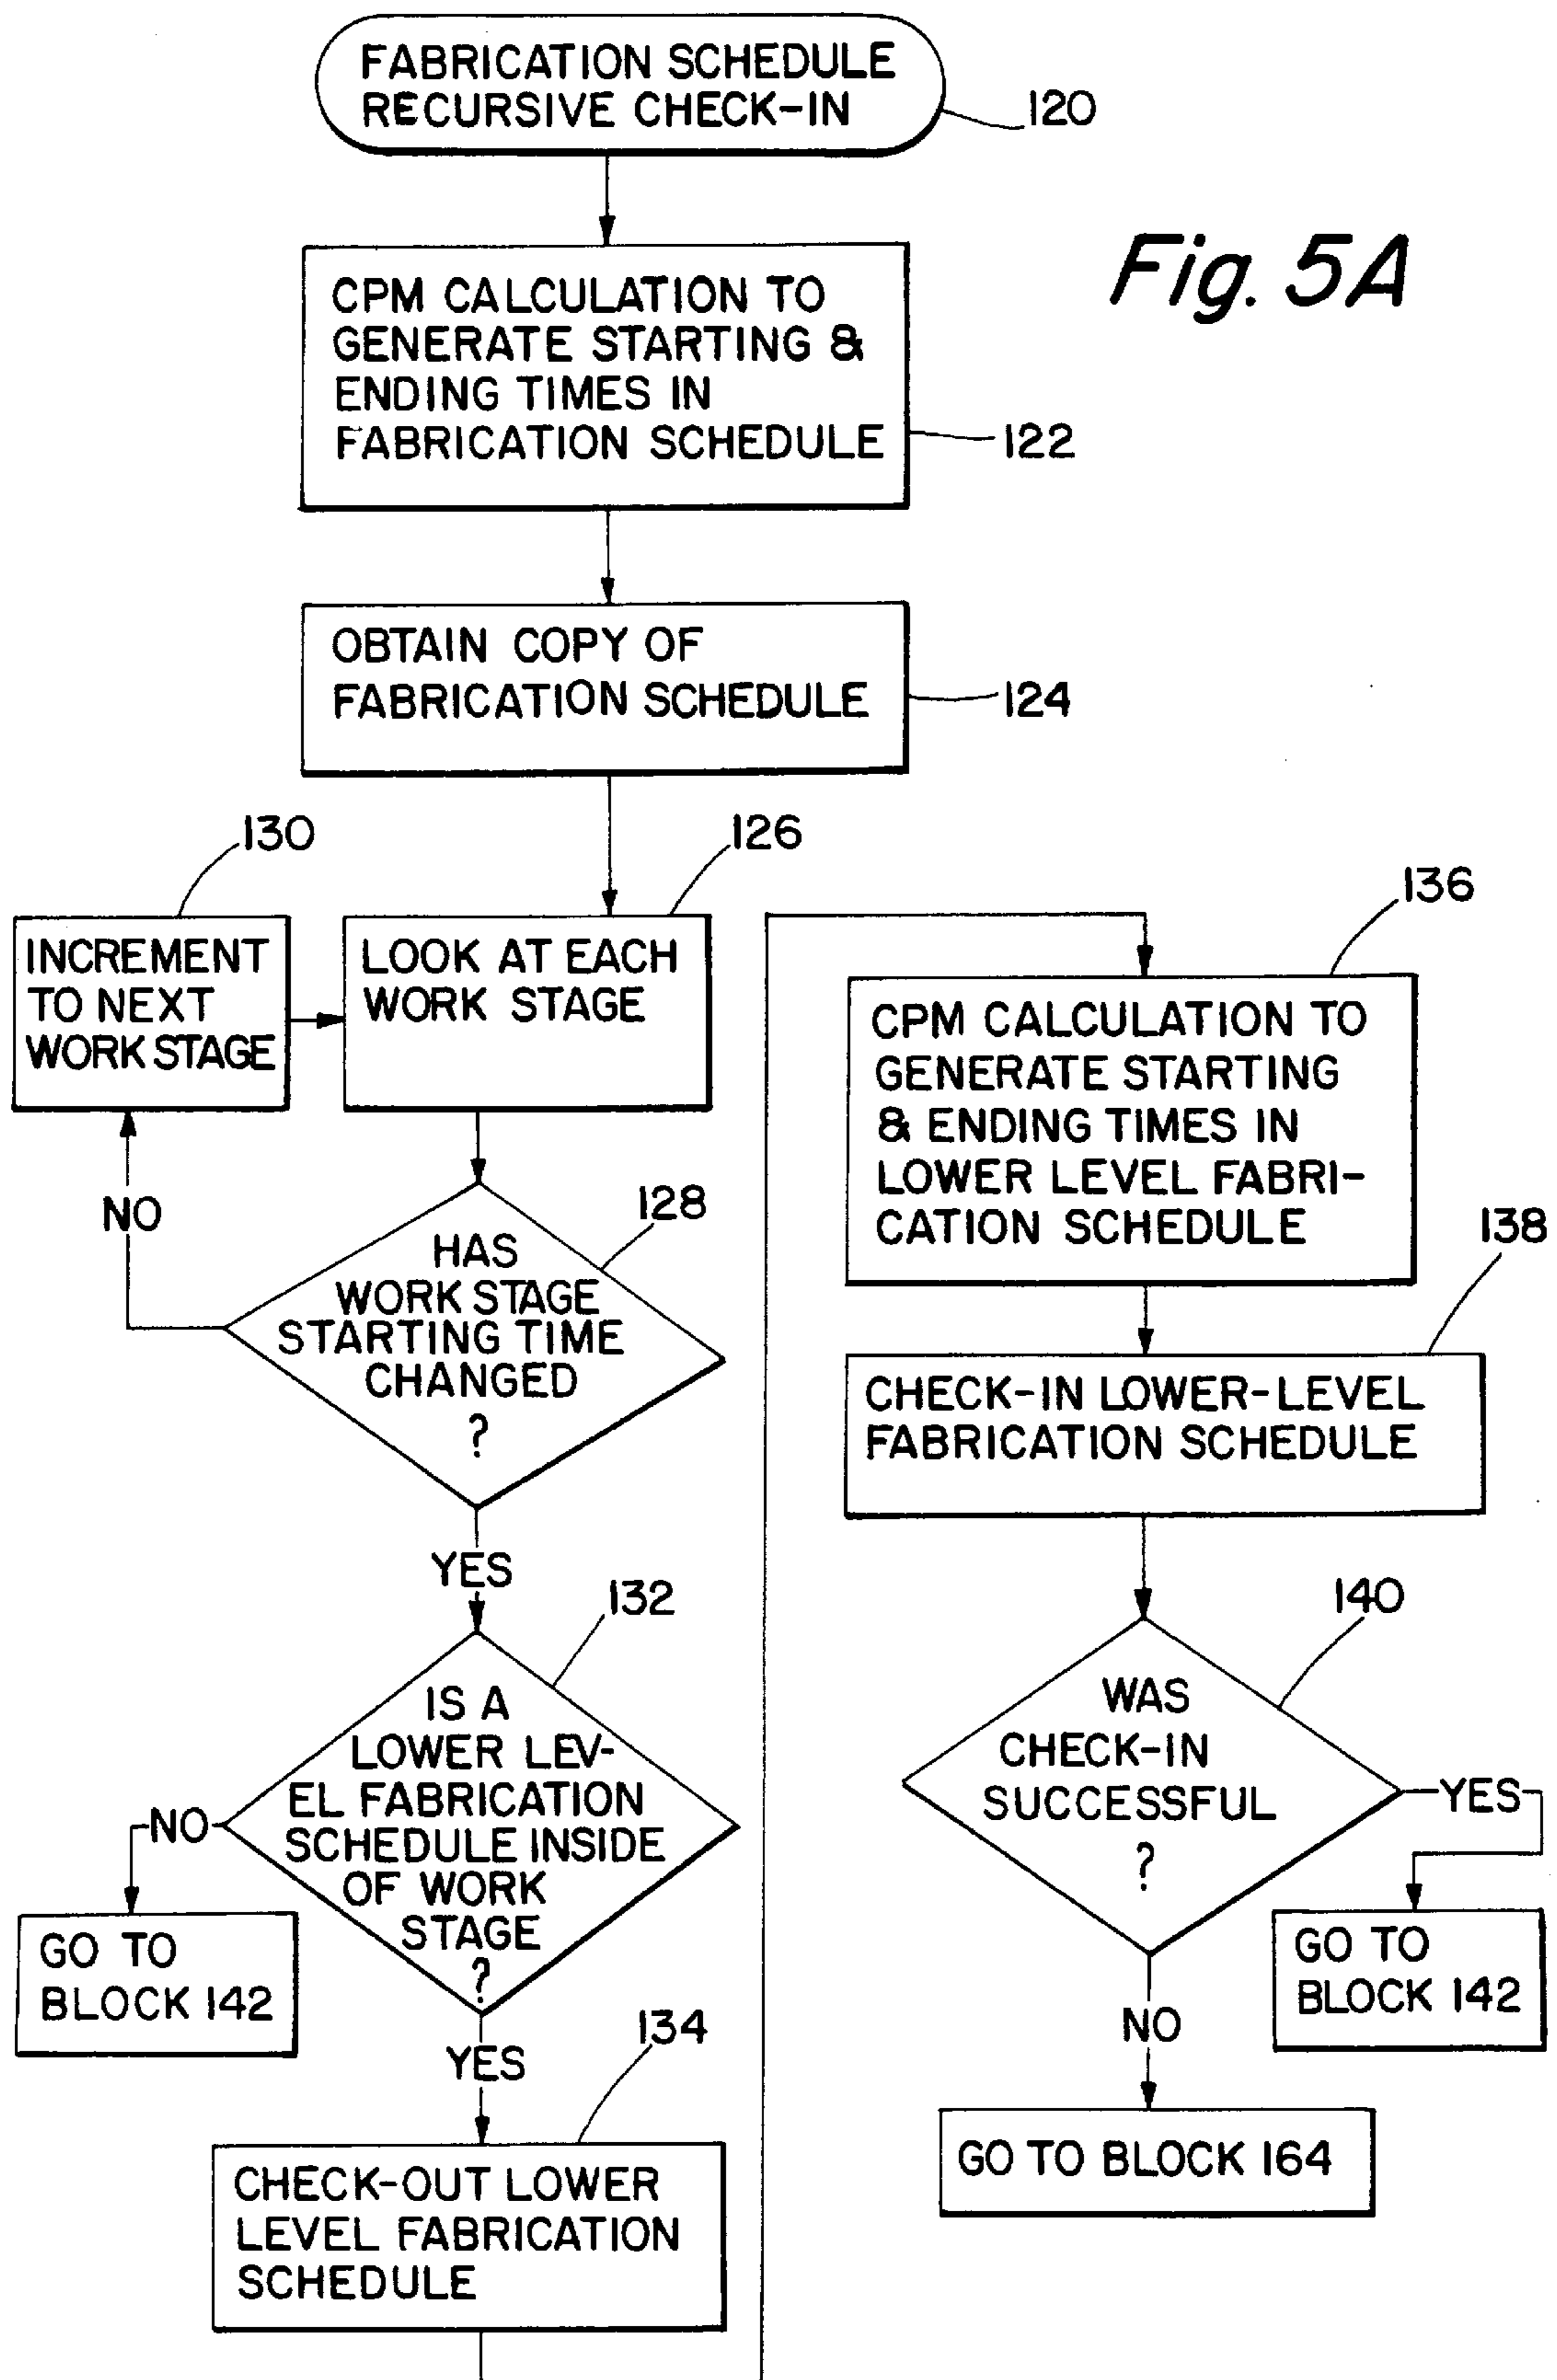 FABRICATION SCHEDULE
RECURSIVE CHECK-IN
120
Fig. 5A
CPM CALCULATION TO
GENERATE STARTING &
ENDING TIMES IN
FABRICATION SCHEDULE
122
OBTAIN COPY OF
FABRICATION SCHEDULE
124
130
126
INCREMENT
TO NEXT
WORK STAGE
LOOK AT EACH
WORK STAGE
NO
128
HAS
WORK STAGE
STARTING TIME
CHANGED
?
YES
132
IS A
LOWER LEV-
EL FABRICATION
SCHEDULE INSIDE
OF WORK
STAGE
?
NO
GO TO
BLOCK 142
YES
134
CHECK-OUT LOWER
LEVEL FABRICATION
SCHEDULE
136
CPM CALCULATION TO
GENERATE STARTING
& ENDING TIMES IN
LOWER LEVEL FABRI-
CATION SCHEDULE
138
CHECK-IN LOWER-LEVEL
FABRICATION SCHEDULE
140
WAS
CHECK-IN
SUCCESSFUL
?
YES
GO TO
BLOCK 142
NO
GO TO BLOCK 164